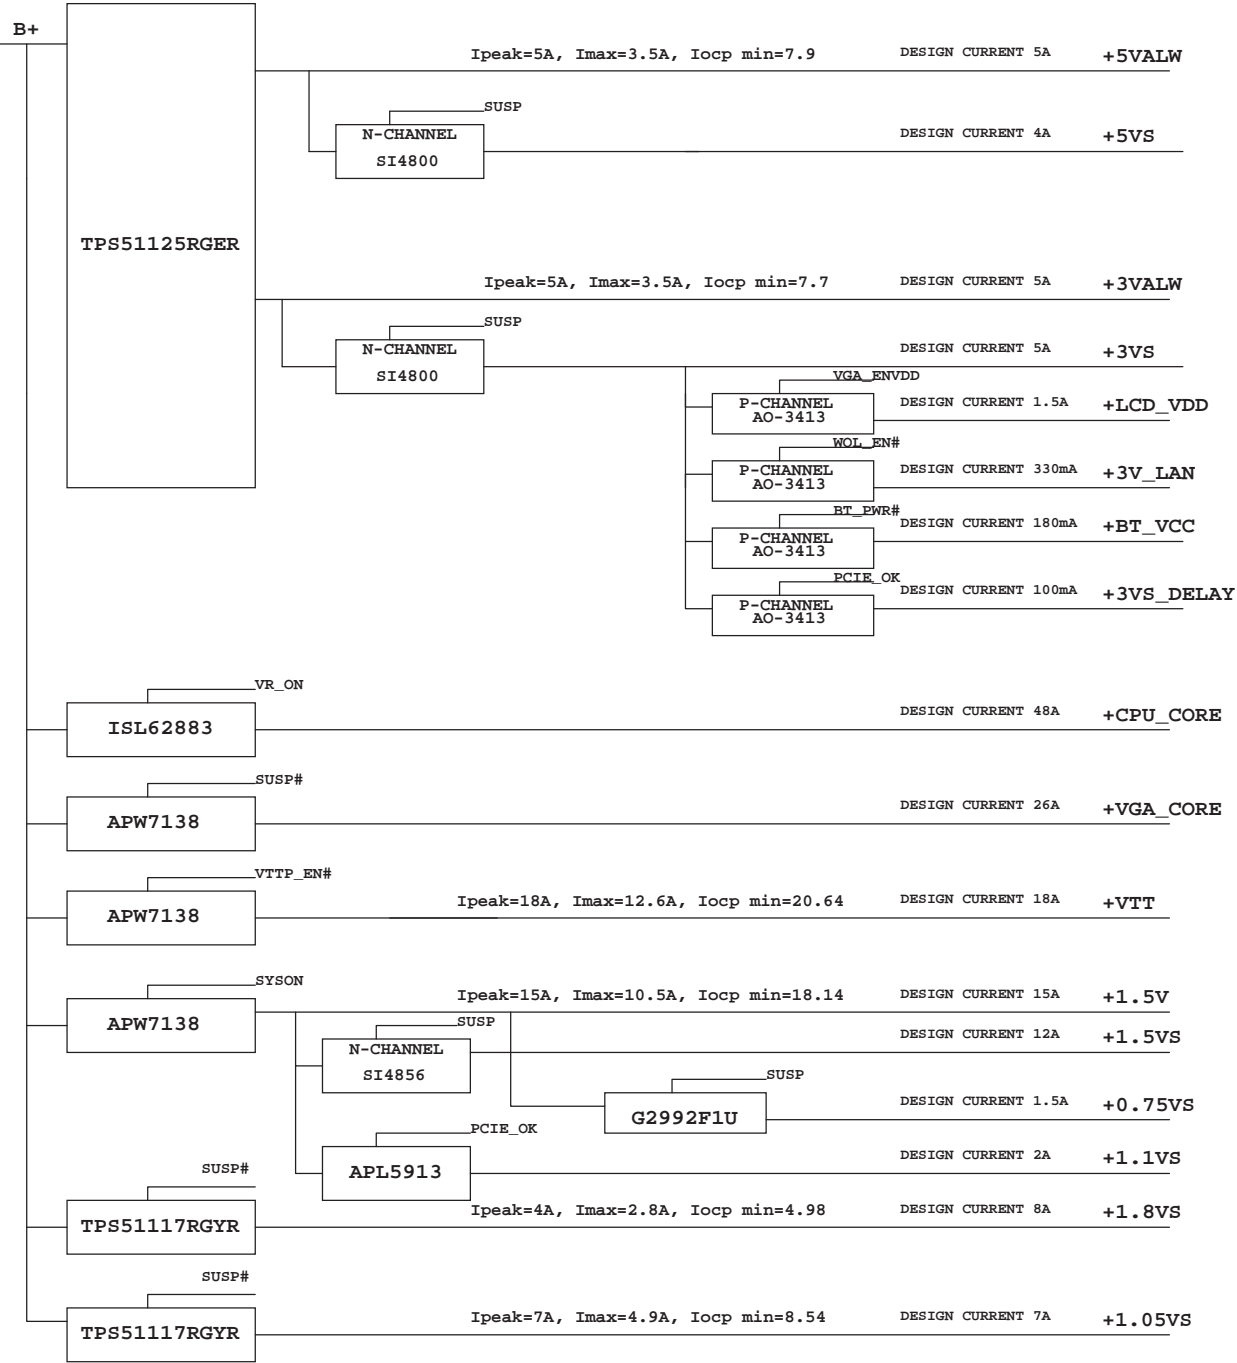 B+
Ipeak=5A, Imax=3.5A, Iocp min=7.9 DESIGN CURRENT 5A +5VALW
SUSP
N-CHANNEL DESIGN CURRENT 4A +5VS
SI4800
TPS51125RGER
Ipeak=5A, Imax=3.5A, Iocp min=7.7 DESIGN CURRENT 5A +3VALW
SUSP
N-CHANNEL DESIGN CURRENT 5A +3VS
SI4800
VGA_ENVDD
P-CHANNEL DESIGN CURRENT 1.5A +LCD_VDD
AO-3413
WOL_EN#
P-CHANNEL DESIGN CURRENT 330mA +3V_LAN
AO-3413
BT_PWR#
DESIGN CURRENT 180mA +BT_VCC
P-CHANNEL
AO-3413
PCIE_OK
DESIGN CURRENT 100mA +3VS_DELAY
P-CHANNEL
AO-3413
VR_ON
ISL62883 DESIGN CURRENT 48A +CPU_CORE
SUSP#
APW7138 DESIGN CURRENT 26A +VGA_CORE
VTTP_EN#
APW7138 Ipeak=18A, Imax=12.6A, Iocp min=20.64 DESIGN CURRENT 18A +VTT
SYSON
Ipeak=15A, Imax=10.5A, Iocp min=18.14 DESIGN CURRENT 15A +1.5V
APW7138
SUSP
N-CHANNEL DESIGN CURRENT 12A +1.5VS
SI4856
SUSP
G2992F1U DESIGN CURRENT 1.5A +0.75VS
PCIE_OK
APL5913 DESIGN CURRENT 2A +1.1VS
SUSP#
TPS51117RGYR Ipeak=4A, Imax=2.8A, Iocp min=4.98 DESIGN CURRENT 8A +1.8VS
SUSP#
TPS51117RGYR Ipeak=7A, Imax=4.9A, Iocp min=8.54 DESIGN CURRENT 7A +1.05VS